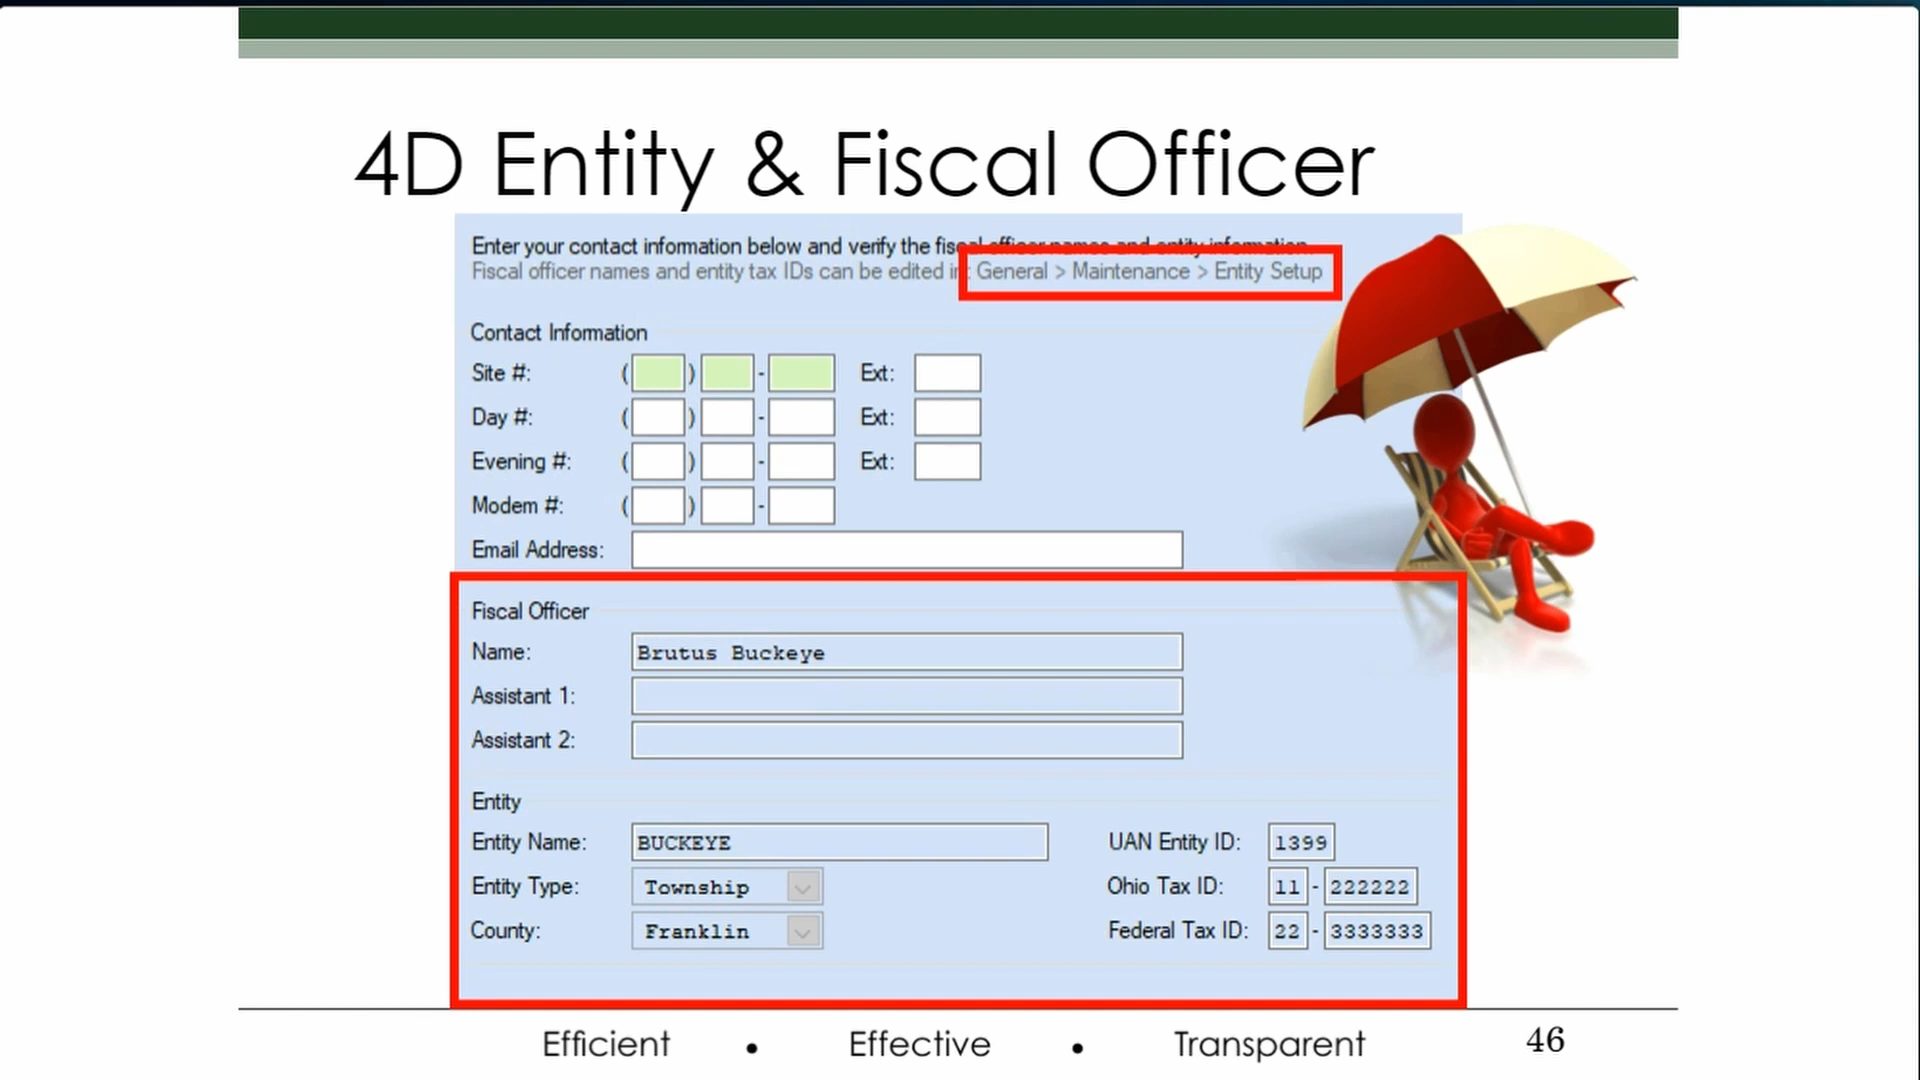 4D Entity & Fiscal Officer
Enter your contact information below and verify the fiscal officer names and entity information.
Fiscal officer names and entity tax IDs can be edited in: General > Maintenance > Entity Setup
Contact Information
Site #: ( ) - Ext:
Day #: ( ) - Ext:
Evening #: ( ) - Ext:
Modem #: ( ) -
Email Address:
Fiscal Officer
Name: Brutus Buckeye
Assistant 1:
Assistant 2:
Entity
Entity Name: BUCKEYE UAN Entity ID: 1399
Entity Type: Township Ohio Tax ID: 11 - 222222
County: Franklin Federal Tax ID: 22 - 3333333
Efficient • Effective • Transparent 46